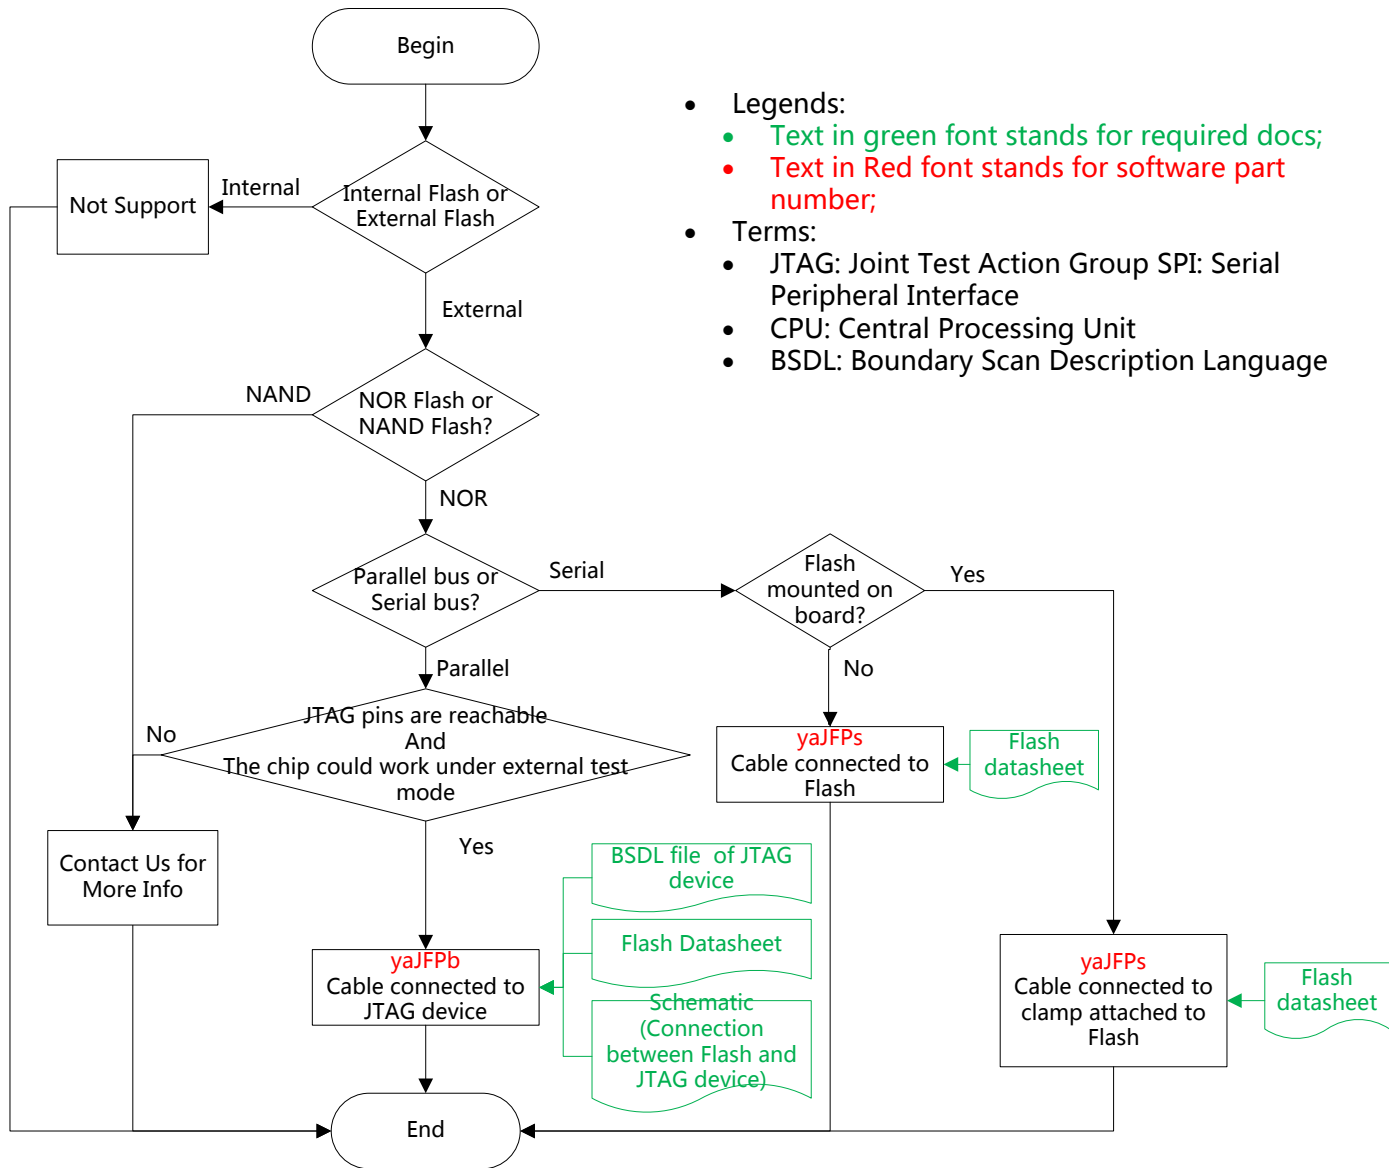 Begin
• Legends:
• Text in green font stands for required docs;
• Text in Red font stands for software part
number;
• Terms:
• JTAG: Joint Test Action Group SPI: Serial
Peripheral Interface
• CPU: Central Processing Unit
• BSDL: Boundary Scan Description Language
Internal Flash or
External Flash
Internal
Not Support
External
NOR Flash or
NAND Flash?
NAND
NOR
Parallel bus or
Serial bus?
Serial
Flash
mounted on
board?
Yes
No
Parallel
JTAG pins are reachable
And
The chip could work under external test
mode
No
Yes
yaJFPs
Cable connected to
Flash
Flash
datasheet
Contact Us for
More Info
BSDL file of JTAG
device
Flash Datasheet
Schematic
(Connection
between Flash and
JTAG device)
yaJFPb
Cable connected to
JTAG device
yaJFPs
Cable connected to
clamp attached to
Flash
Flash
datasheet
End